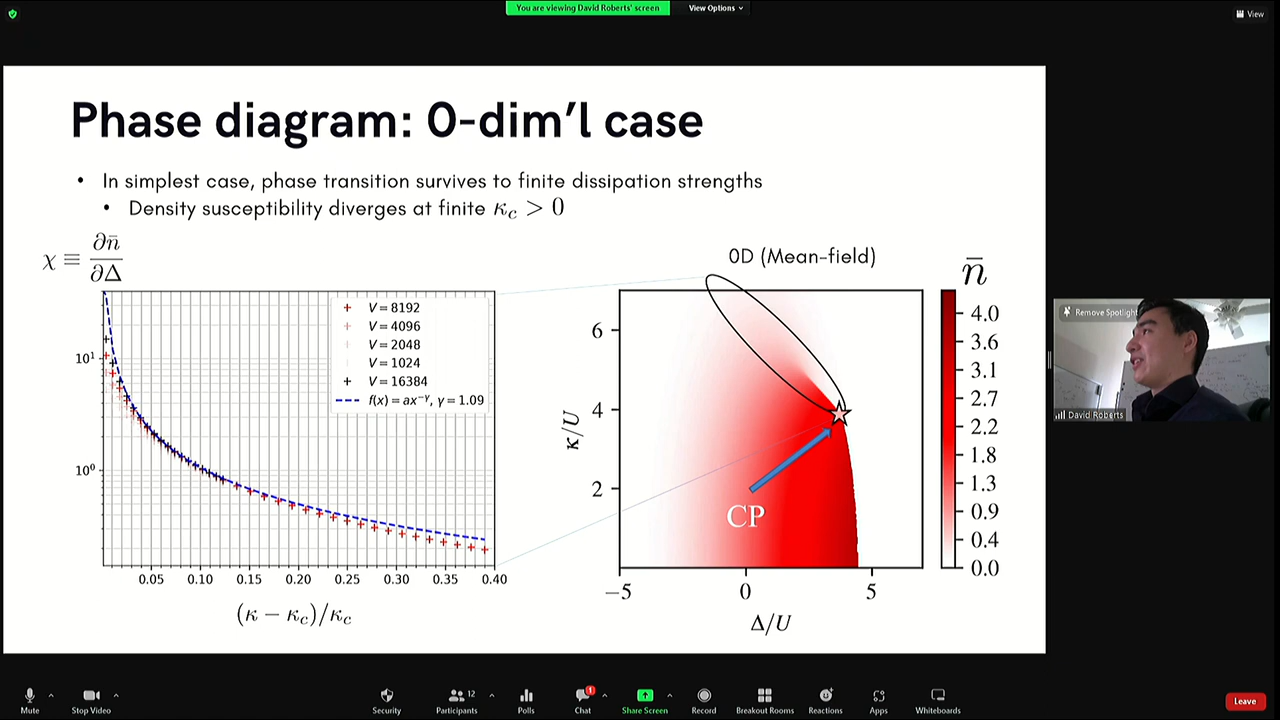 You are viewing David Roberts' screen
View Options
View
Phase diagram: 0-dim'l case
• In simplest case, phase transition survives to finite dissipation strengths
• Density susceptibility diverges at finite κ_c > 0
χ ≡ ∂n̄/∂Δ
V = 8192
V = 4096
V = 2048
V = 1024
V = 16384
f(x) = ax^{-γ}, γ = 1.09
10¹
10⁰
0.05 0.10 0.15 0.20 0.25 0.30 0.35 0.40
(κ − κ_c)/κ_c
0D (Mean-field)
κ/U
6
4
2
CP
−5 0 5
Δ/U
n̄
4.0
3.6
3.1
2.7
2.2
1.8
1.3
0.9
0.4
0.0
Remove Spotlight
David Roberts
Mute
Stop Video
Security
Participants
12
Polls
Chat
1
Share Screen
Record
Breakout Rooms
Reactions
Apps
Whiteboards
Leave